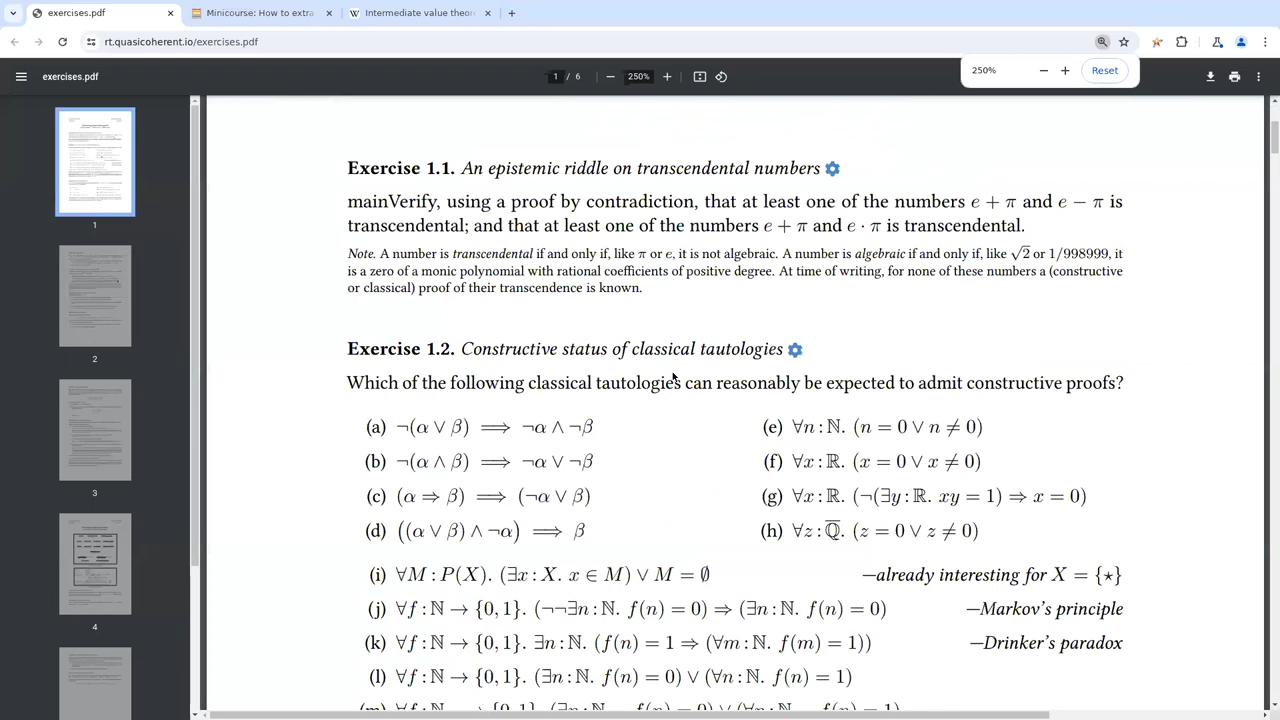 exercises.pdf
Minicourse: How to extra
Intermediate value theor
rt.quasicoherent.io/exercises.pdf
exercises.pdf
1 / 6
250%
250%
Reset
Exercise 1.1. An example: riddle on transcendental numbers
mainVerify, using a proof by contradiction, that at least one of the numbers e + π and e − π is
transcendental; and that at least one of the numbers e + π and e · π is transcendental.
Note. A number is transcendental if and only if, like π or e, it is not algebraic. A number is algebraic if and only if, like √2 or 1/998999, it
is a zero of a monic polynomial with rational coefficients of positive degree. As time of writing, for none of these numbers a (constructive
or classical) proof of their transcendence is known.
Exercise 1.2. Constructive status of classical tautologies
Which of the following classical tautologies can reasonably be expected to admit constructive proofs?
(a) ¬(α ∨ β) ⟹ ¬α ∧ ¬β
(e) ∀n : ℕ. (n = 0 ∨ n ≠ 0)
(b) ¬(α ∧ β) ⟹ ¬α ∨ ¬β
(f) ∀x : ℝ. (x = 0 ∨ x ≠ 0)
(c) (α ⇒ β) ⟹ (¬α ∨ β)
(g) ∀x : ℝ. (¬(∃y : ℝ. xy = 1) ⇒ x = 0)
(d) ((α ∨ β) ∧ ¬α) ⟹ β
(h) ∀z : ℚ̅. (z = 0 ∨ z ≠ 0)
(i) ∀M : P(X). (∃x : X. x ∈ M) ∨ M = ∅
—already interesting for X = {⋆}
(j) ∀f : ℕ → {0, 1}. (¬¬∃n : ℕ. f(n) = 0) ⇒ (∃n : ℕ. f(n) = 0)
—Markov's principle
(k) ∀f : ℕ → {0, 1}. ∃n : ℕ. (f(n) = 1 ⇒ (∀m : ℕ. f(m) = 1))
—Drinker's paradox
(l) ∀f : ℕ → {0, 1}. (∃n : ℕ. f(n) = 0) ∨ (∀n : ℕ. f(n) = 1)
1
2
3
4